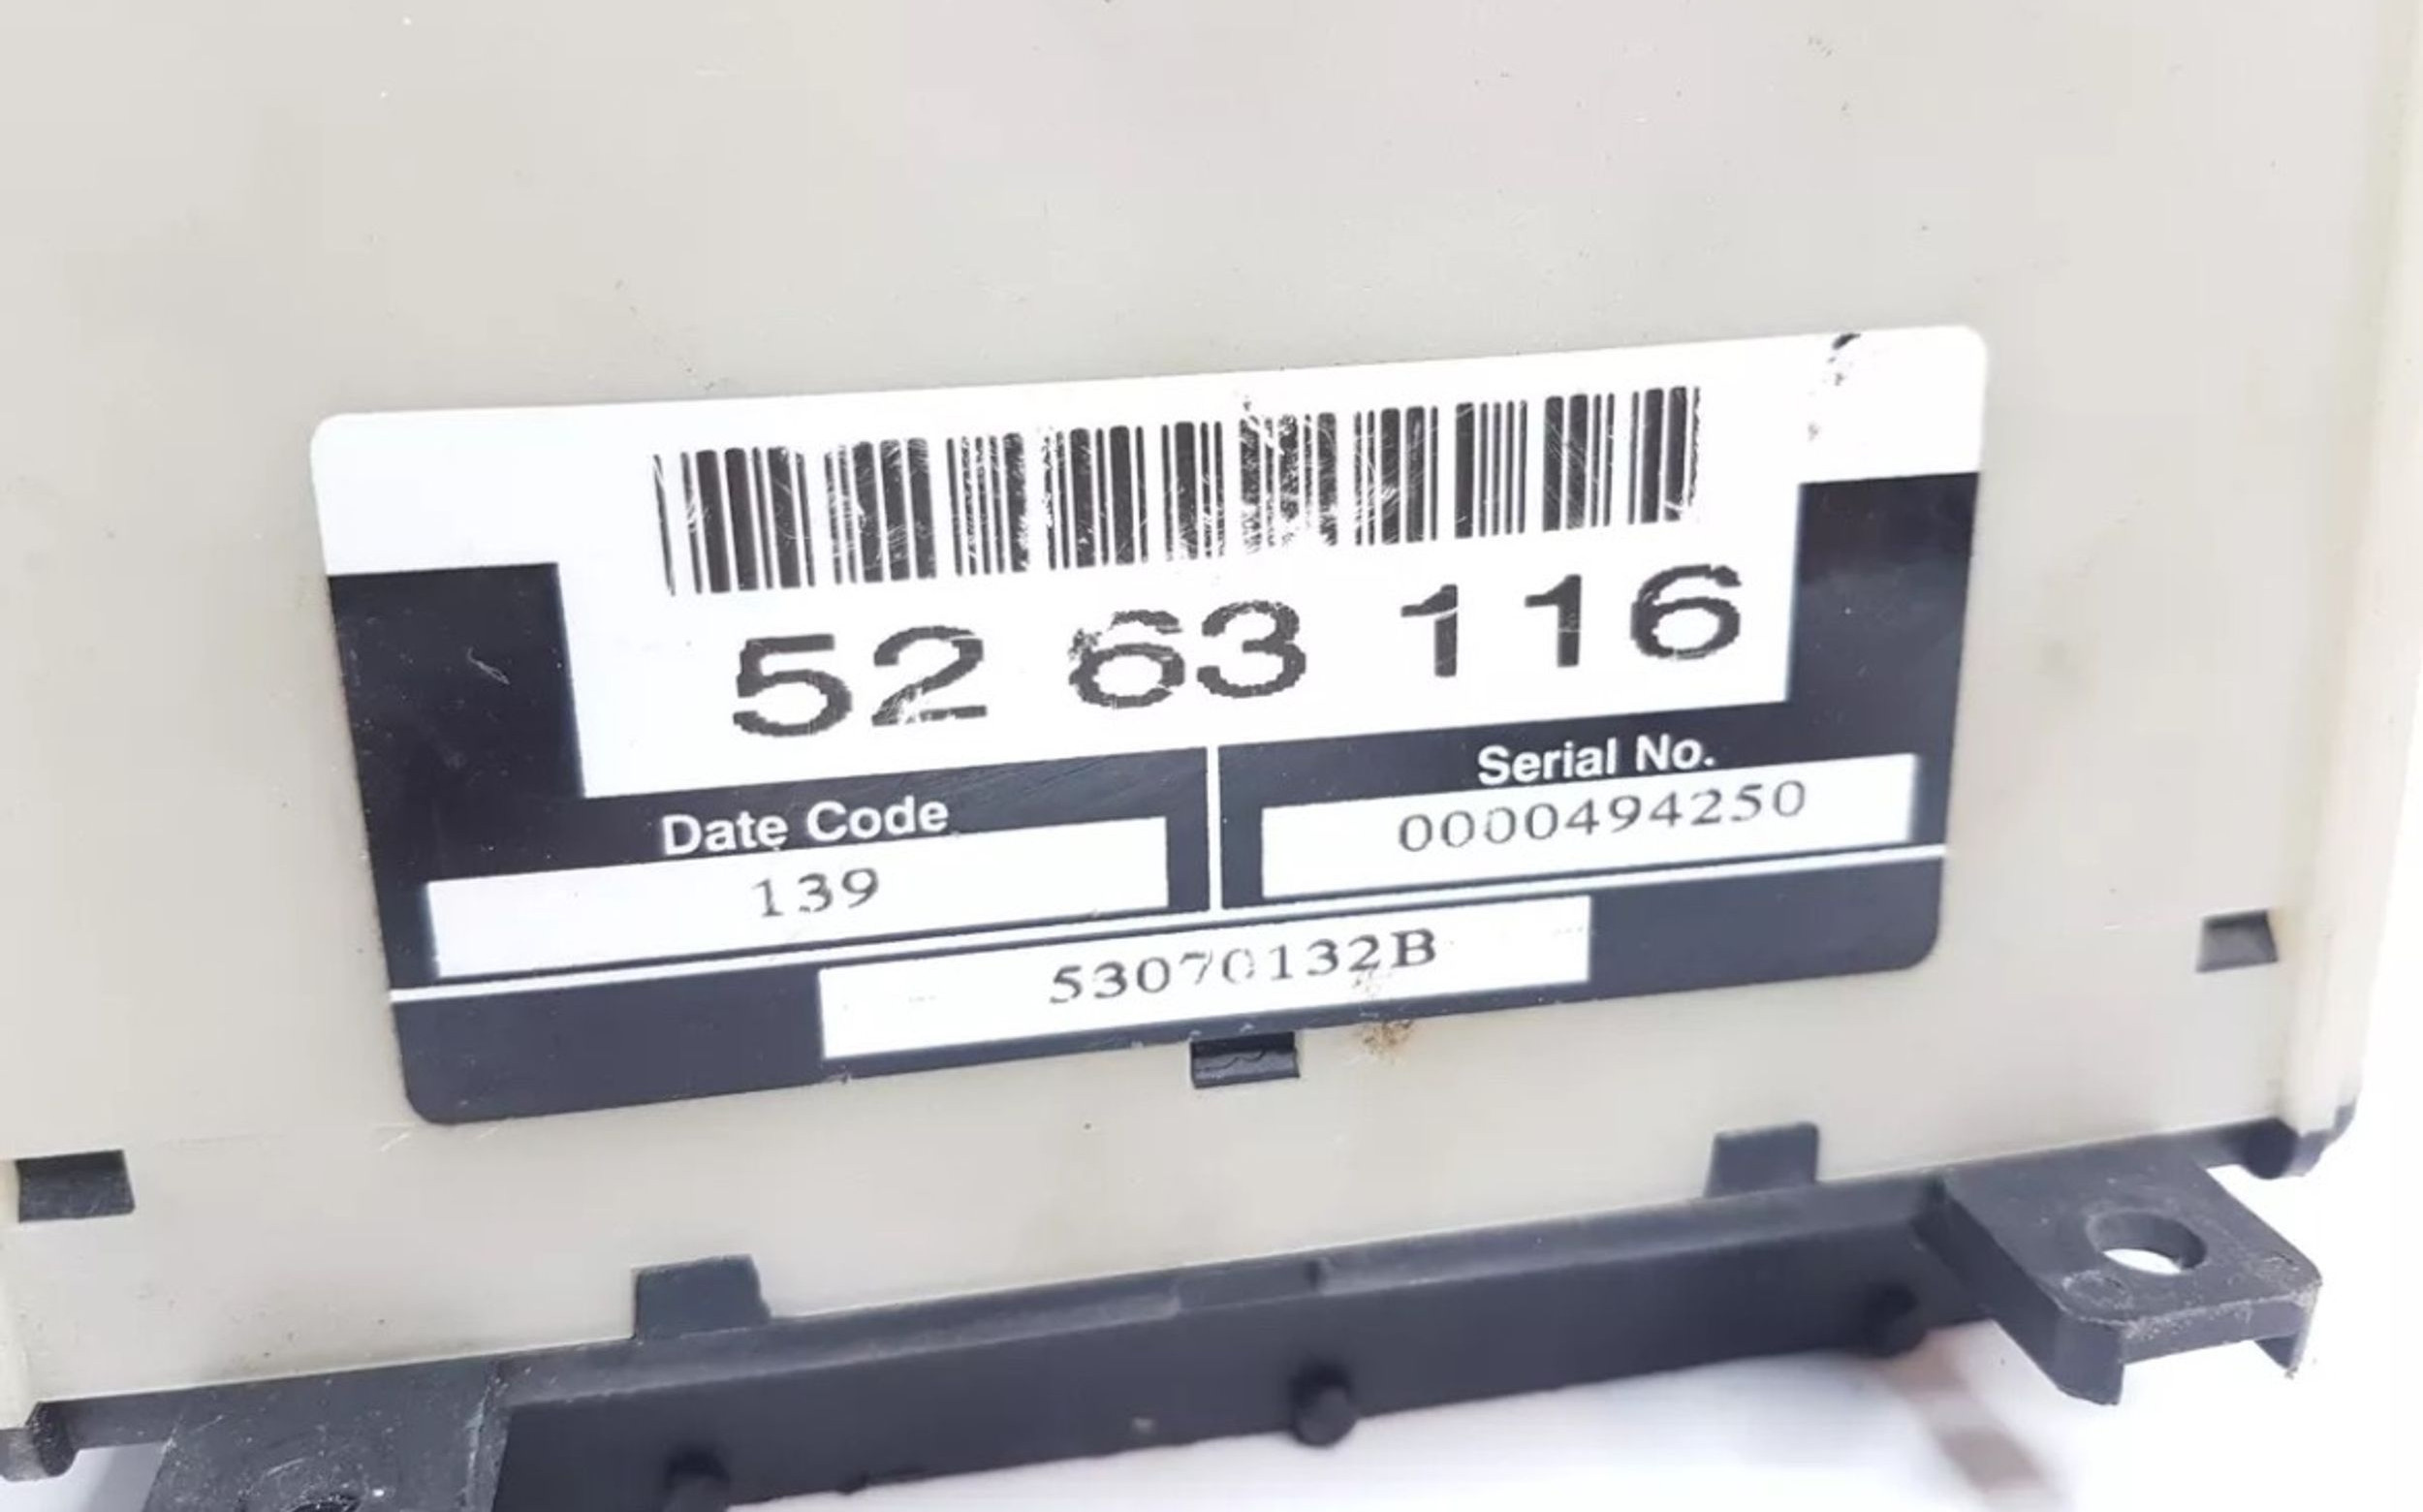 52 63 116
Date Code
Serial No.
139
0000494250
53070132B